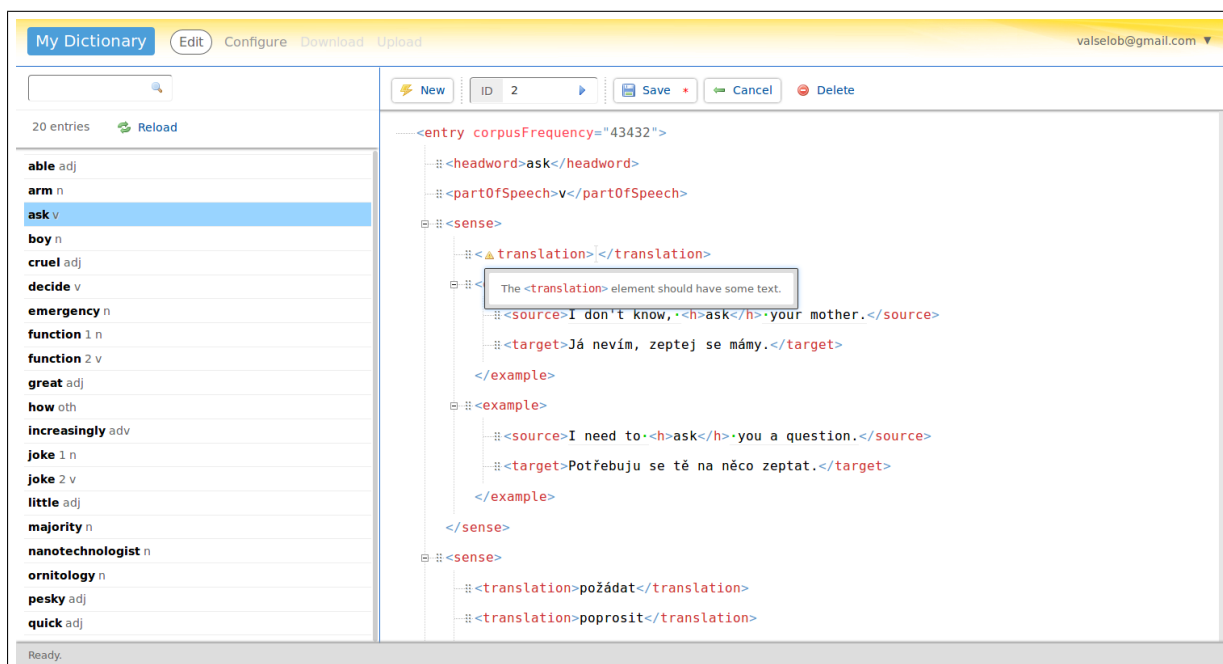 My Dictionary Edit Configure Download Upload valselob@gmail.com ▼
20 entries Reload
able adj
arm n
ask v
boy n
cruel adj
decide v
emergency n
function 1 n
function 2 v
great adj
how oth
increasingly adv
joke 1 n
joke 2 v
little adj
majority n
nanotechnologist n
ornitology n
pesky adj
quick adj
New ID 2 Save * Cancel Delete
<entry corpusFrequency="43432">
<headword>ask</headword>
<partOfSpeech>v</partOfSpeech>
<sense>
<translation> </translation>
<
The <translation> element should have some text.
<source>I don't know,·<h>ask</h>·your mother.</source>
<target>Já nevím, zeptej se mámy.</target>
</example>
<example>
<source>I need to·<h>ask</h>·you a question.</source>
<target>Potřebuju se tě na něco zeptat.</target>
</example>
</sense>
<sense>
<translation>požádat</translation>
<translation>poprosit</translation>
Ready.